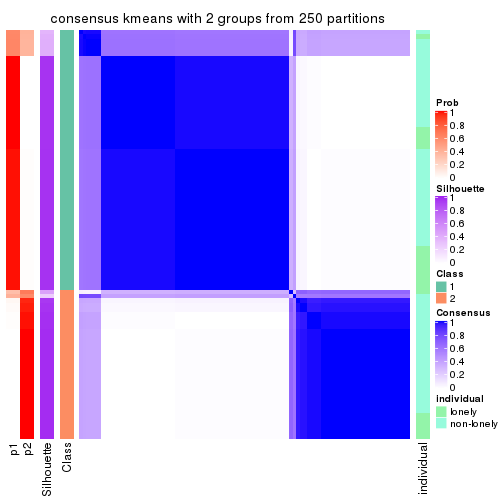 consensus kmeans with 2 groups from 250 partitions
Prob
1
0.8
0.6
0.4
0.2
0
Silhouette
1
0.8
0.6
0.4
0.2
0
Class
1
2
Consensus
1
0.8
0.6
0.4
0.2
0
individual
lonely
non-lonely
p1
p2
Silhouette
Class
individual